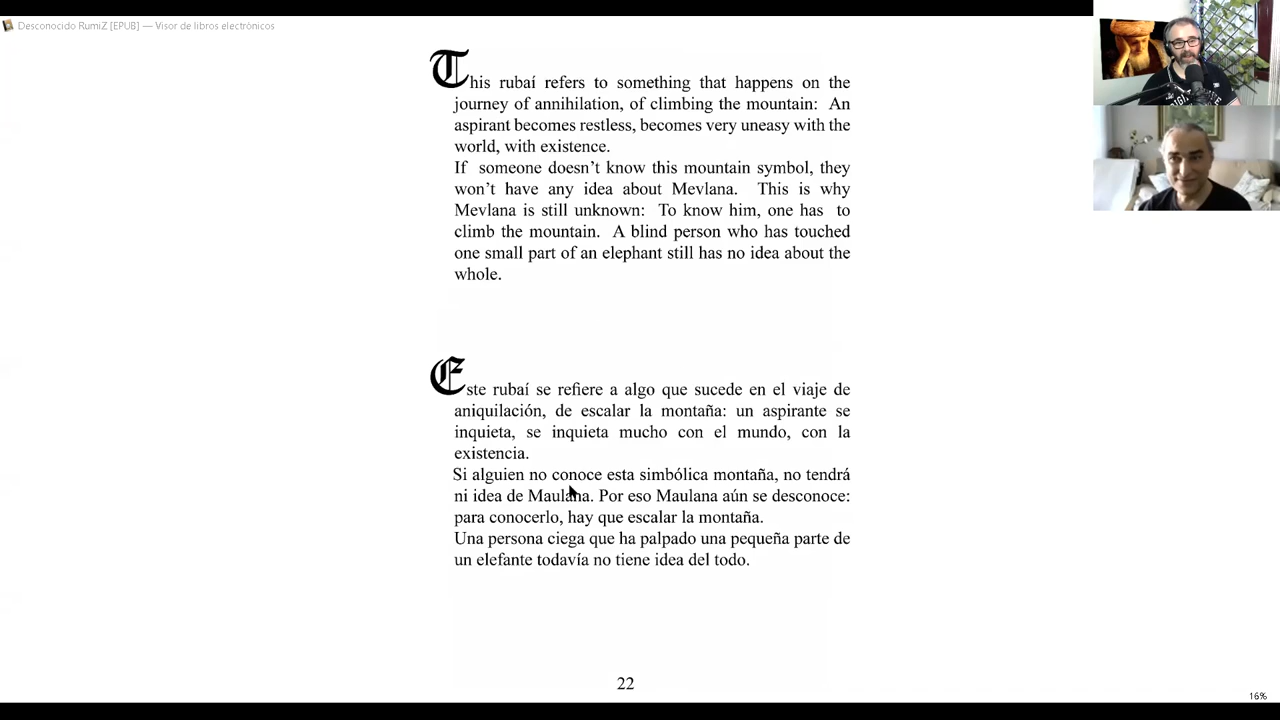 Desconocido RumiZ [EPUB] — Visor de libros electrónicos
This rubaí refers to something that happens on the
journey of annihilation, of climbing the mountain: An
aspirant becomes restless, becomes very uneasy with the
world, with existence.
If someone doesn't know this mountain symbol, they
won't have any idea about Mevlana. This is why
Mevlana is still unknown: To know him, one has to
climb the mountain. A blind person who has touched
one small part of an elephant still has no idea about the
whole.
Este rubaí se refiere a algo que sucede en el viaje de
aniquilación, de escalar la montaña: un aspirante se
inquieta, se inquieta mucho con el mundo, con la
existencia.
Si alguien no conoce esta simbólica montaña, no tendrá
ni idea de Maulana. Por eso Maulana aún se desconoce:
para conocerlo, hay que escalar la montaña.
Una persona ciega que ha palpado una pequeña parte de
un elefante todavía no tiene idea del todo.
22
16%